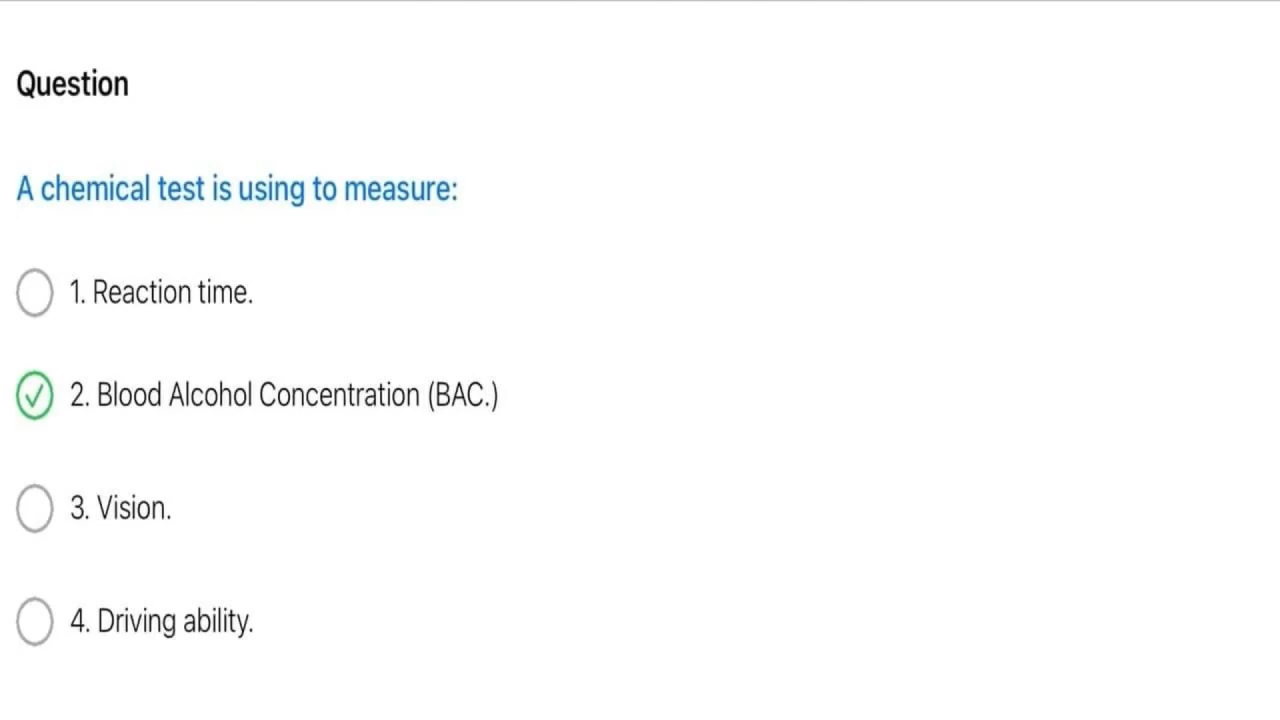 Question
A chemical test is using to measure:
1. Reaction time.
2. Blood Alcohol Concentration (BAC.)
3. Vision.
4. Driving ability.